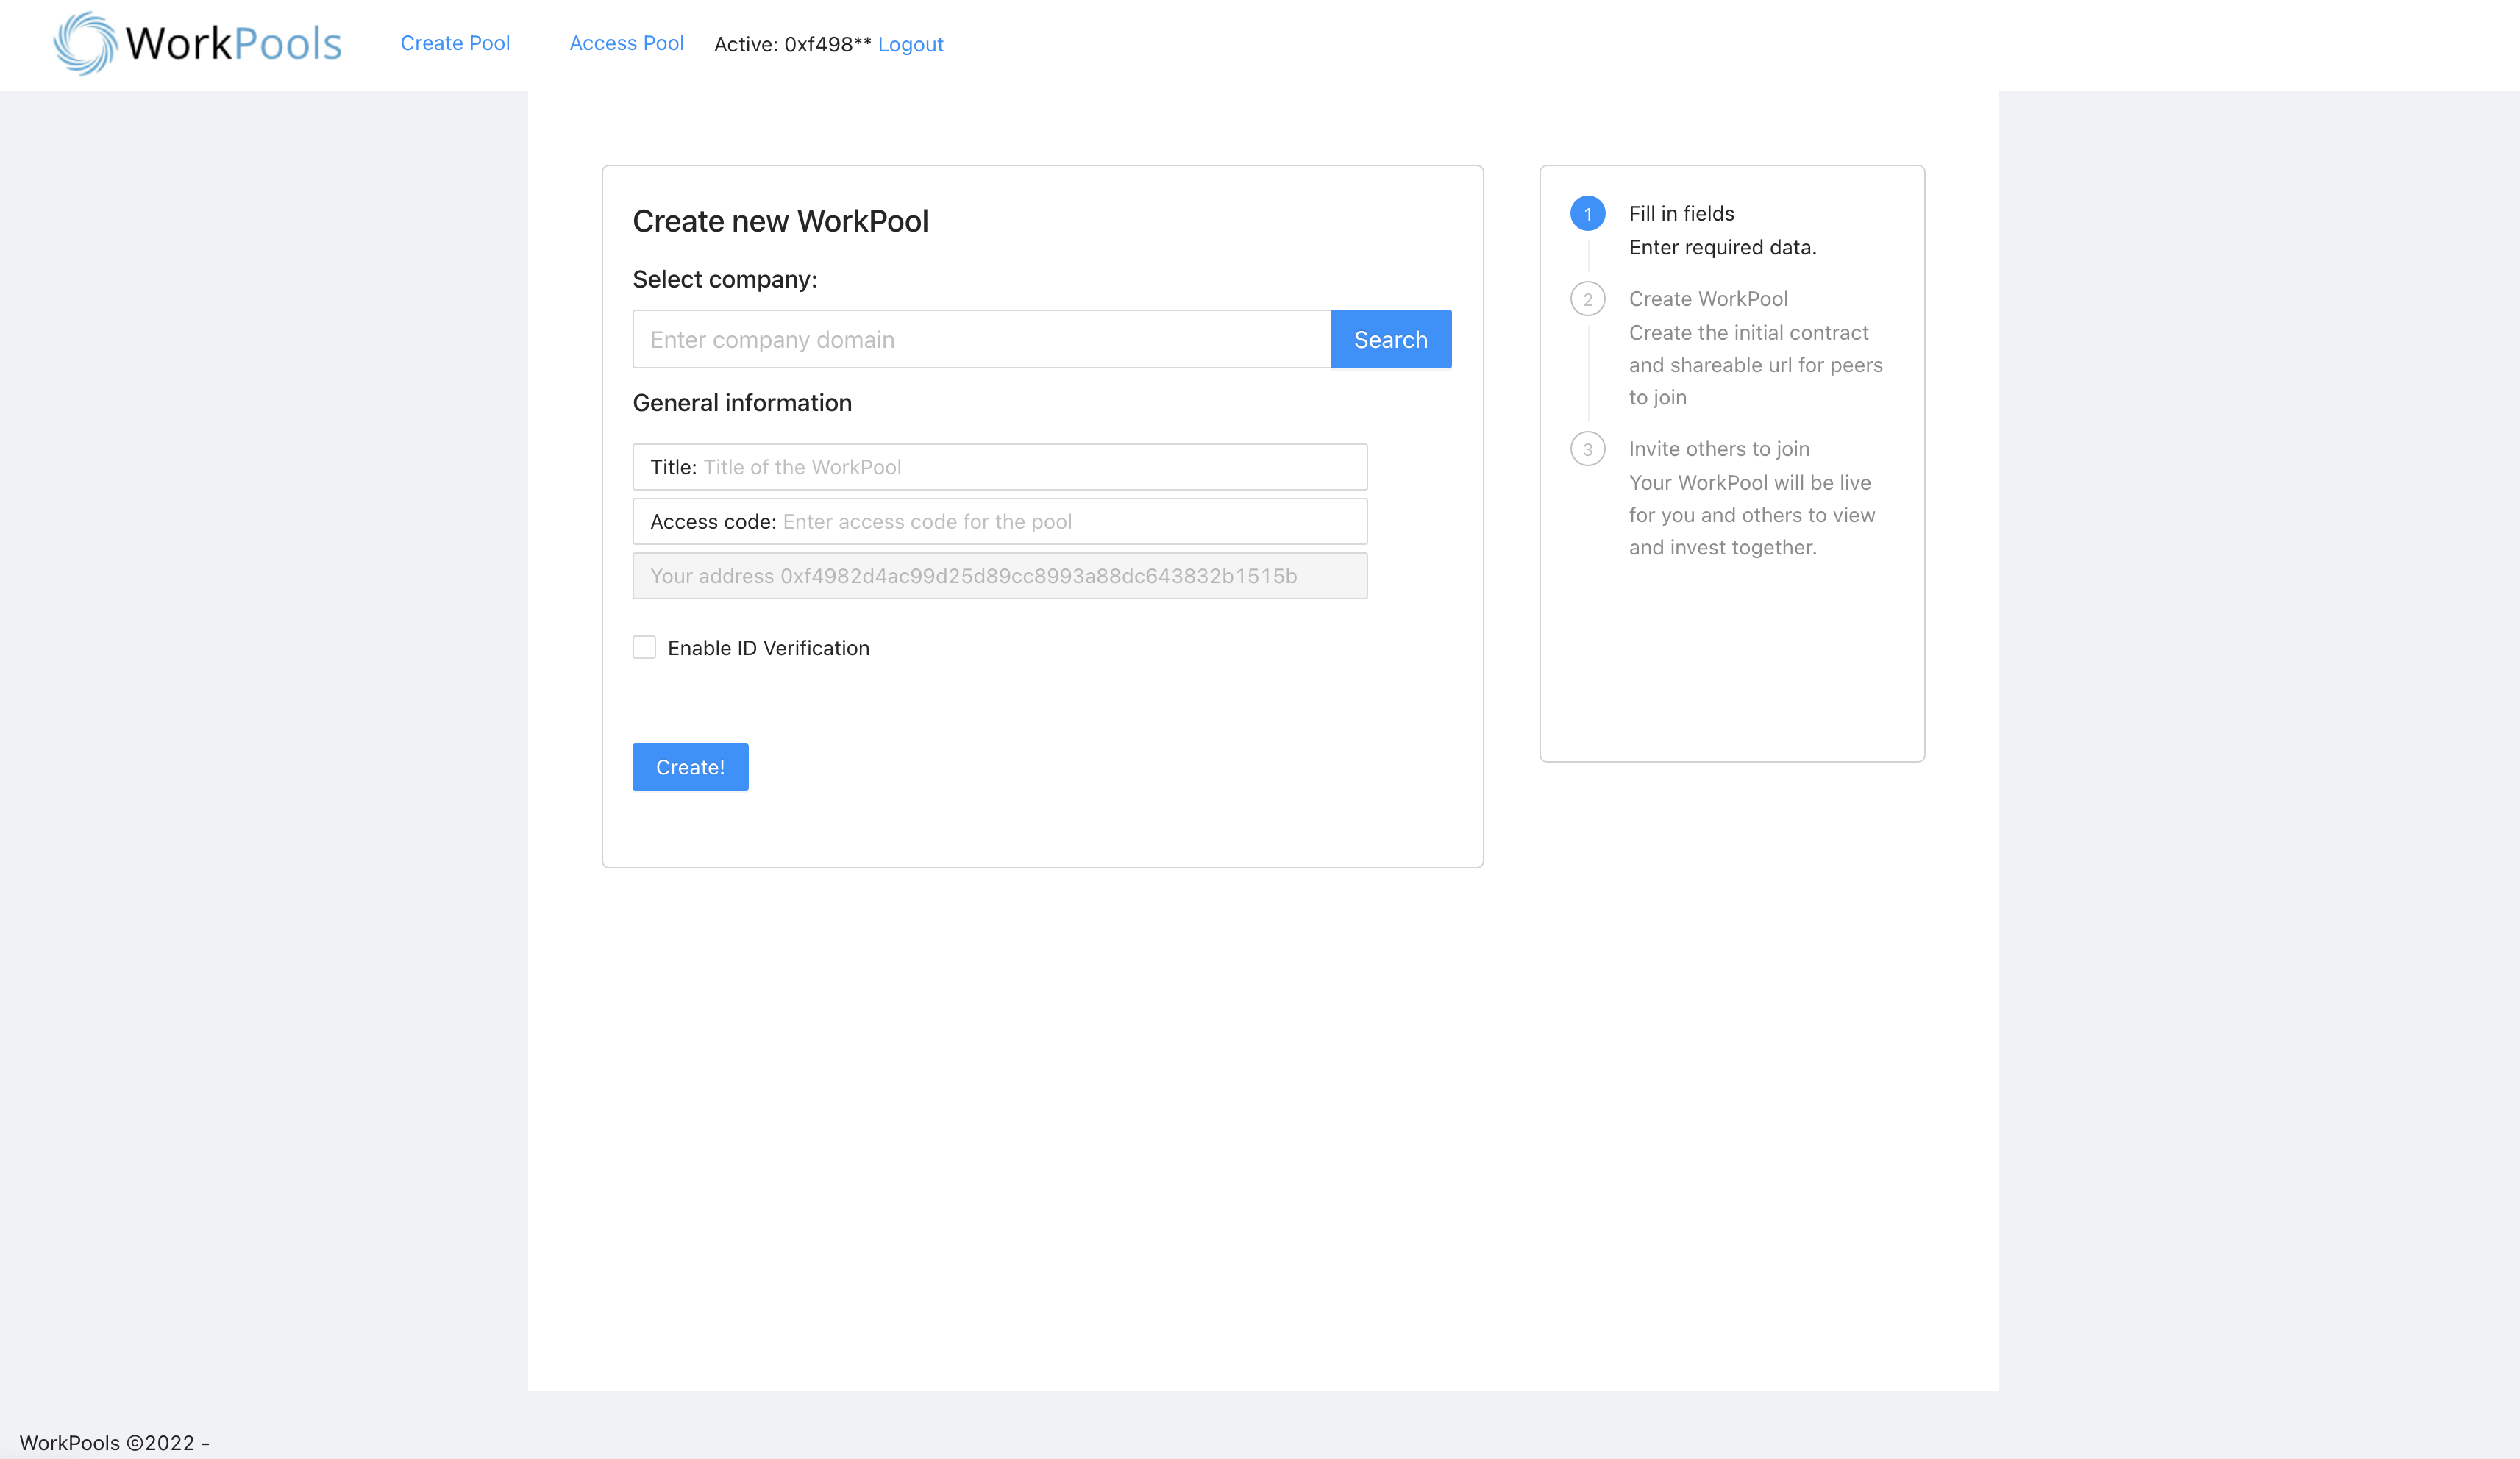 WorkPools
Create Pool
Access Pool
Active: 0xf498** Logout
Create new WorkPool
Select company:
Enter company domain
Search
General information
Title: Title of the WorkPool
Access code: Enter access code for the pool
Your address 0xf4982d4ac99d25d89cc8993a88dc643832b1515b
Enable ID Verification
Create!
1
Fill in fields
Enter required data.
2
Create WorkPool
Create the initial contract
and shareable url for peers
to join
3
Invite others to join
Your WorkPool will be live
for you and others to view
and invest together.
WorkPools ©2022 -